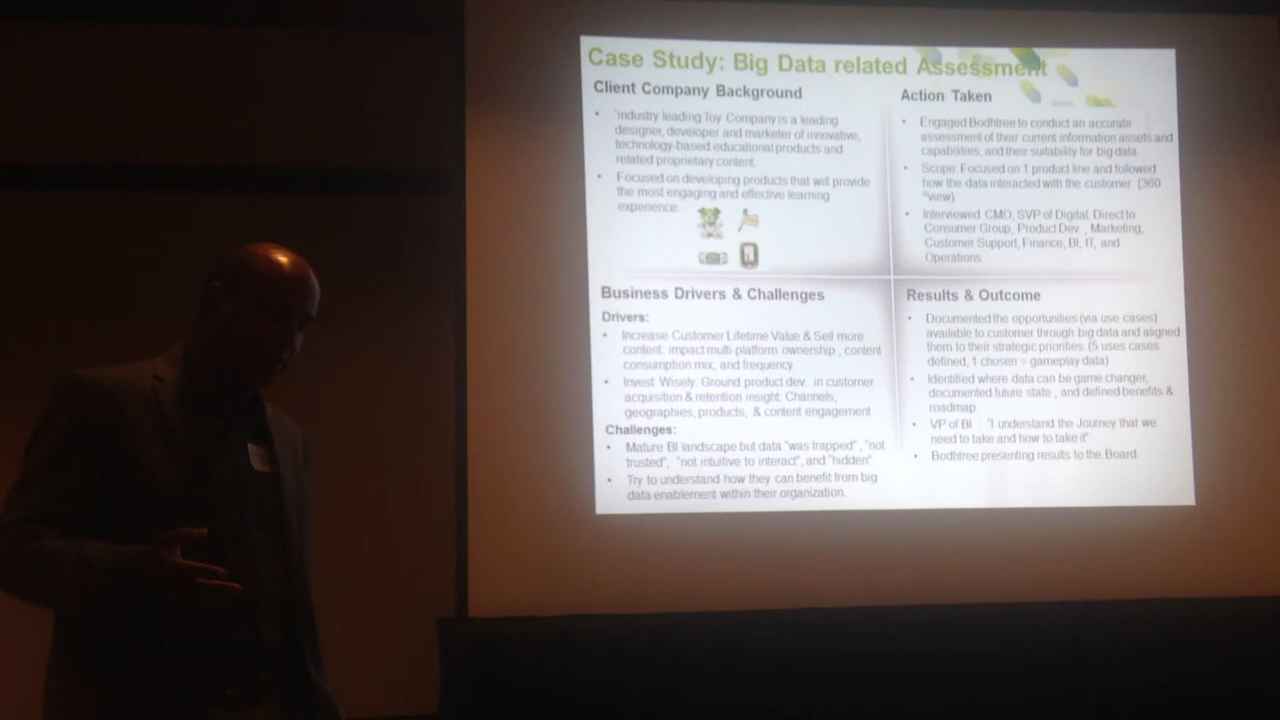 Case Study: Big Data related Assessment
Client Company Background
• "industry leading Toy Company is a leading
designer, developer and marketer of innovative,
technology-based educational products and
related proprietary content.
• Focused on developing products that will provide
the most engaging and effective learning
experience.
Action Taken
• Engaged Bodhtree to conduct an accurate
assessment of their current information assets and
capabilities, and their suitability for big data.
• Scope: Focused on 1 product line and followed
how the data interacted with the customer (360
°view)
• Interviewed CMO, SVP of Digital, Direct to
Consumer Group, Product Dev , Marketing,
Customer Support, Finance, BI, IT, and
Operations.
Business Drivers & Challenges
Drivers:
• Increase Customer Lifetime Value & Sell more
content: impact multi-platform ownership , content
consumption mix, and frequency.
• Invest Wisely: Ground product dev. in customer
acquisition & retention insight: Channels,
geographies, products, & content engagement
Challenges:
• Mature BI landscape but data "was trapped" , "not
trusted", "not intuitive to interact", and "hidden"
• Try to understand how they can benefit from big
data enablement within their organization.
Results & Outcome
• Documented the opportunities (via use cases)
available to customer through big data and aligned
them to their strategic priorities. (5 uses cases
defined, 1 chosen = gameplay data)
• Identified where data can be game changer,
documented future state , and defined benefits &
roadmap.
• VP of BI : "I understand the Journey that we
need to take and how to take it"
• Bodhtree presenting results to the Board.